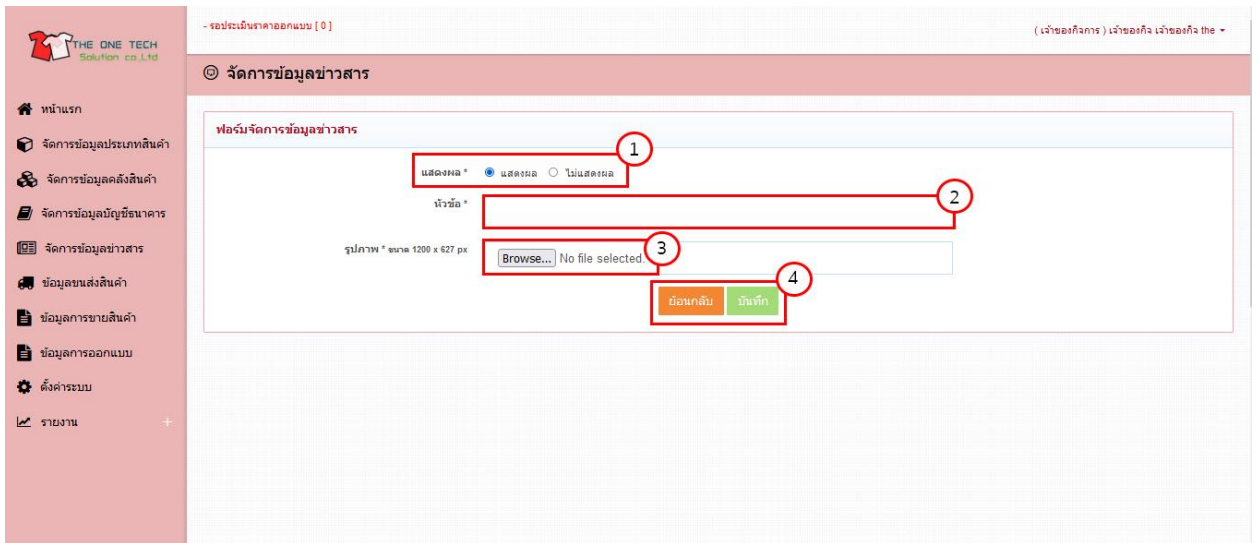 THE ONE TECH
Solution co.,Ltd
- รอประเมินราคาออกแบบ [ 0 ]
( เจ้าของกิจการ ) เจ้าของกิจ เจ้าของกิจ the
จัดการข้อมูลข่าวสาร
หน้าแรก
จัดการข้อมูลประเภทสินค้า
จัดการข้อมูลคลังสินค้า
จัดการข้อมูลบัญชีธนาคาร
จัดการข้อมูลข่าวสาร
ข้อมูลขนส่งสินค้า
ข้อมูลการขายสินค้า
ข้อมูลการออกแบบ
ตั้งค่าระบบ
รายงาน +
ฟอร์มจัดการข้อมูลข่าวสาร
1
แสดงผล * แสดงผล ไม่แสดงผล
2
หัวข้อ *
3
รูปภาพ * ขนาด 1200 x 627 px Browse... No file selected.
4
ย้อนกลับ บันทึก